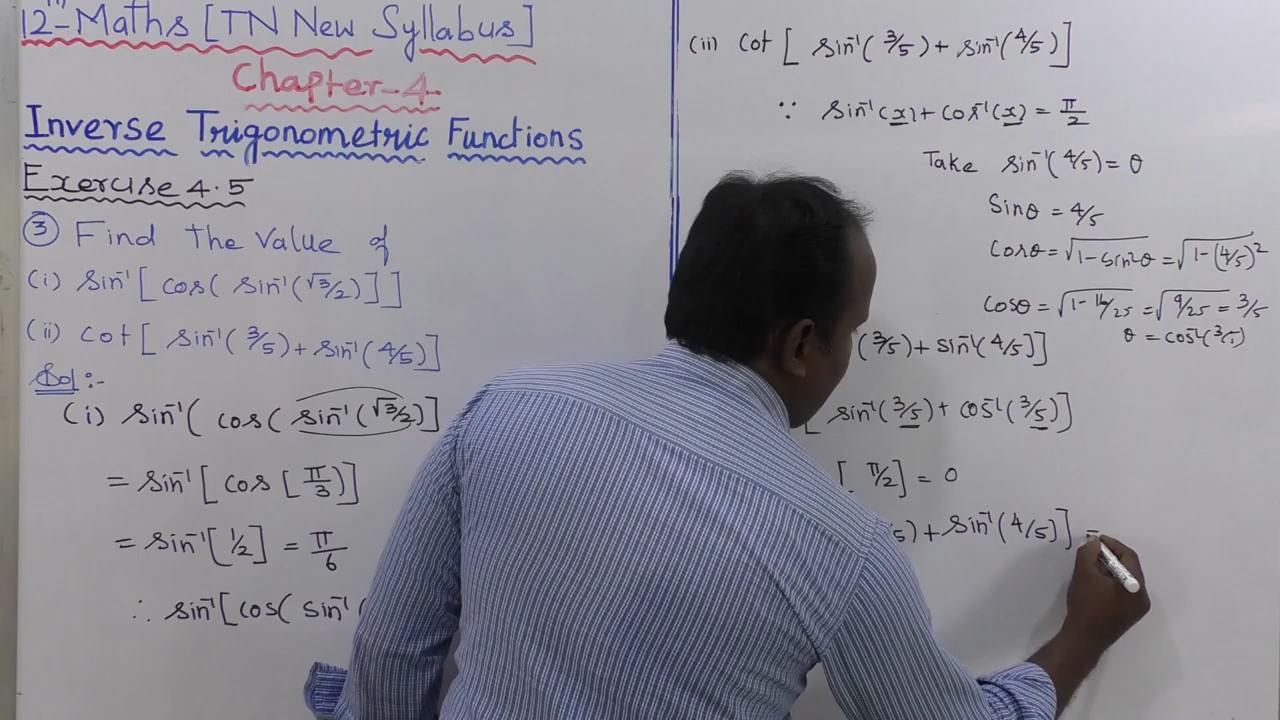 12th Maths [TN New Syllabus]
Chapter-4
Inverse Trigonometric Functions
Exercise 4.5
③ Find the value of
(i) sin⁻¹[cos(sin⁻¹(√3/2)]]
(ii) cot[sin⁻¹(3/5)+sin⁻¹(4/5)]
Sol:-
(i) sin⁻¹(cos(sin⁻¹(√3/2)]
= sin⁻¹[cos[π/3)]
= sin⁻¹[1/2] = π/6
∴ sin⁻¹[cos(sin⁻¹(
(ii) cot[sin⁻¹(3/5)+sin⁻¹(4/5)]
∵ sin⁻¹(x)+cos⁻¹(x) = π/2
Take sin⁻¹(4/5) = θ
Sinθ = 4/5
cosθ = √1-sin²θ = √1-(4/5)²
cosθ = √1-16/25 = √9/25 = 3/5
θ = cos⁻¹(3/5)
(3/5)+sin⁻¹(4/5)]]
[sin⁻¹(3/5)+cos⁻¹(3/5)]
[π/2] = 0
5)+sin⁻¹(4/5)] =